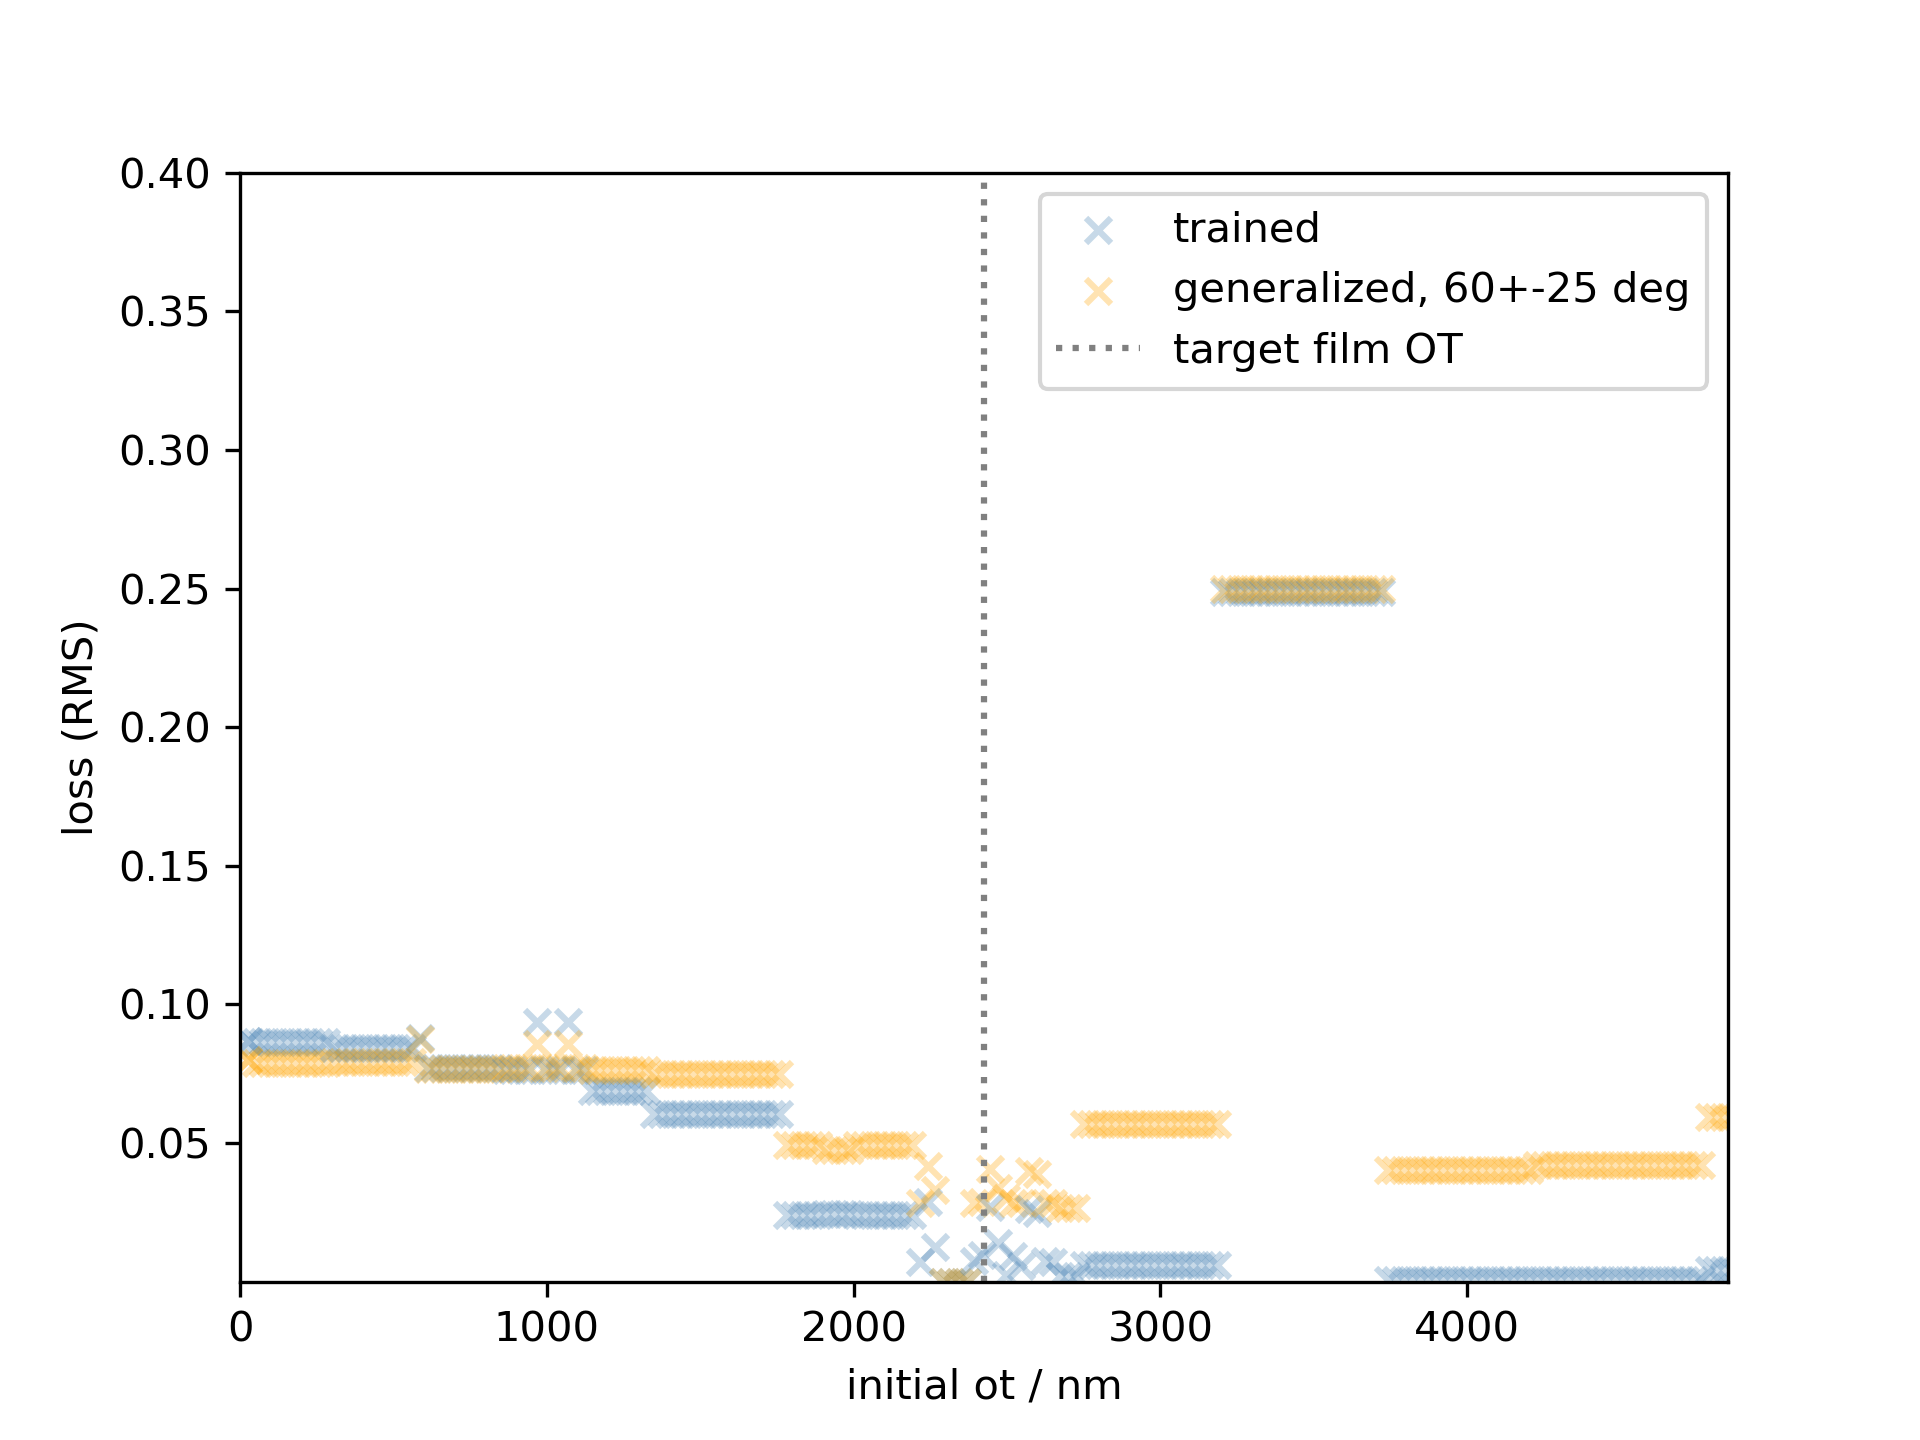 0.40
0.35
0.30
0.25
0.20
0.15
0.10
0.05
loss (RMS)
trained
generalized, 60+-25 deg
target film OT
0 1000 2000 3000 4000
initial ot / nm